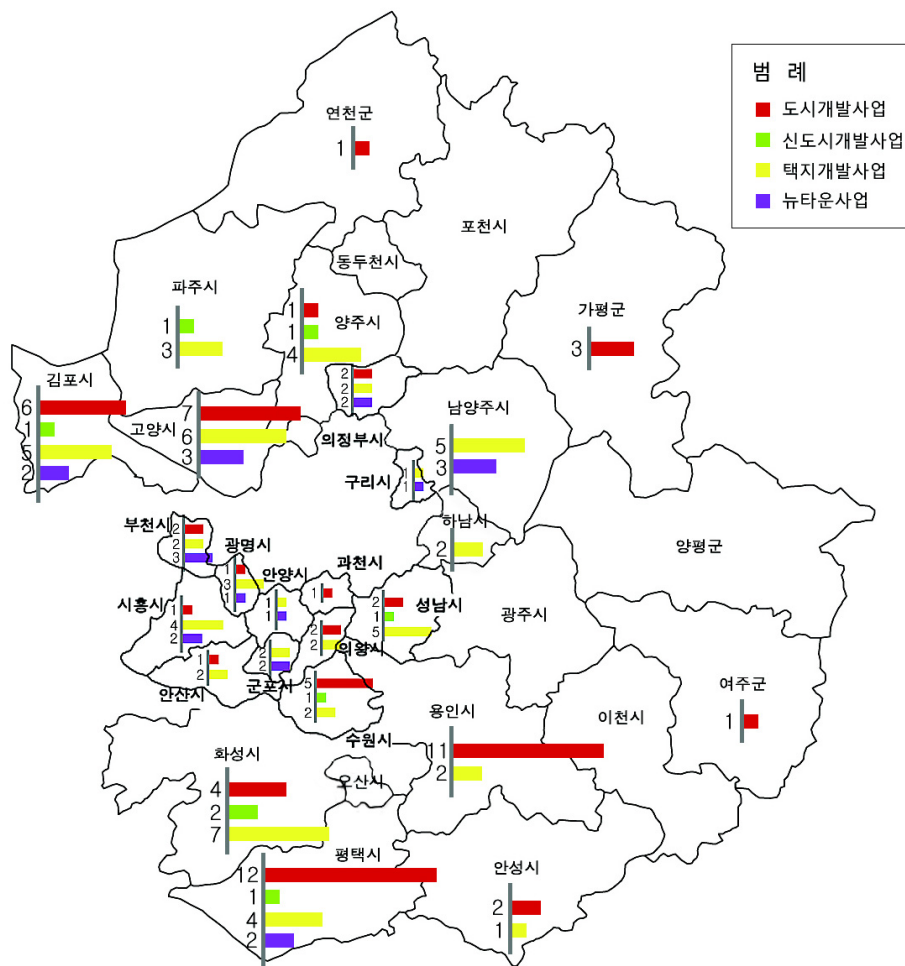 범 례
도시개발사업
신도시개발사업
택지개발사업
뉴타운사업
연천군
1
포천시
동두천시
파주시
1
3
양주시
1
1
4
가평군
3
김포시
6
1
5
2
고양시
7
6
3
2
2
2
의정부시
남양주시
5
3
구리시
1
1
하남시
2
양평군
부천시
2
2
3
광명시
1
3
1
안양시
1
1
과천시
1
성남시
2
1
5
광주시
시흥시
1
4
2
의왕시
2
2
안산시
1
2
군포시
2
2
수원시
5
1
2
용인시
11
2
이천시
여주군
1
화성시
4
2
7
오산시
평택시
12
1
4
2
안성시
2
1